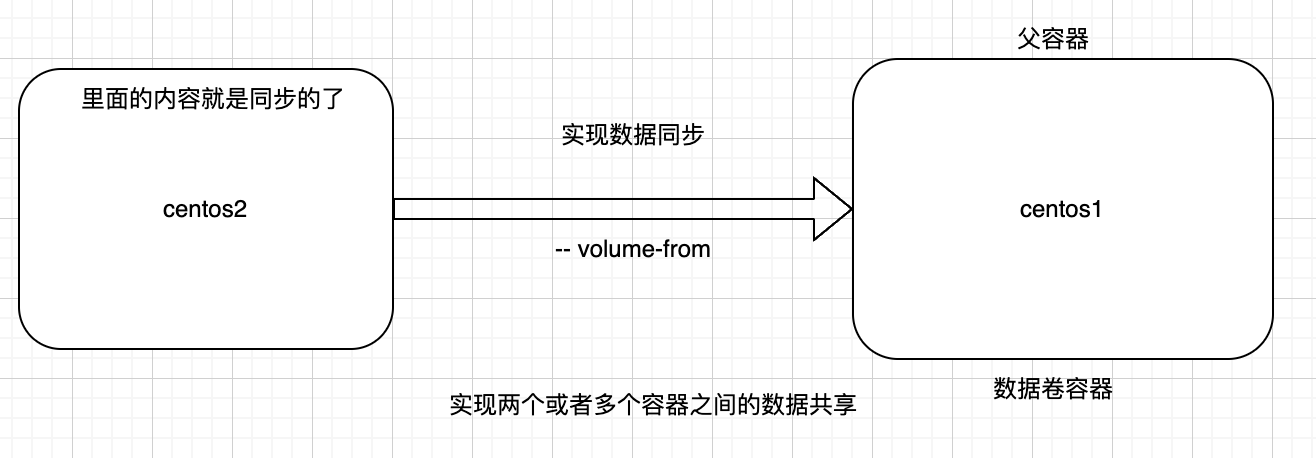 父容器
里面的内容就是同步的了
实现数据同步
centos2
centos1
-- volume-from
数据卷容器
实现两个或者多个容器之间的数据共享